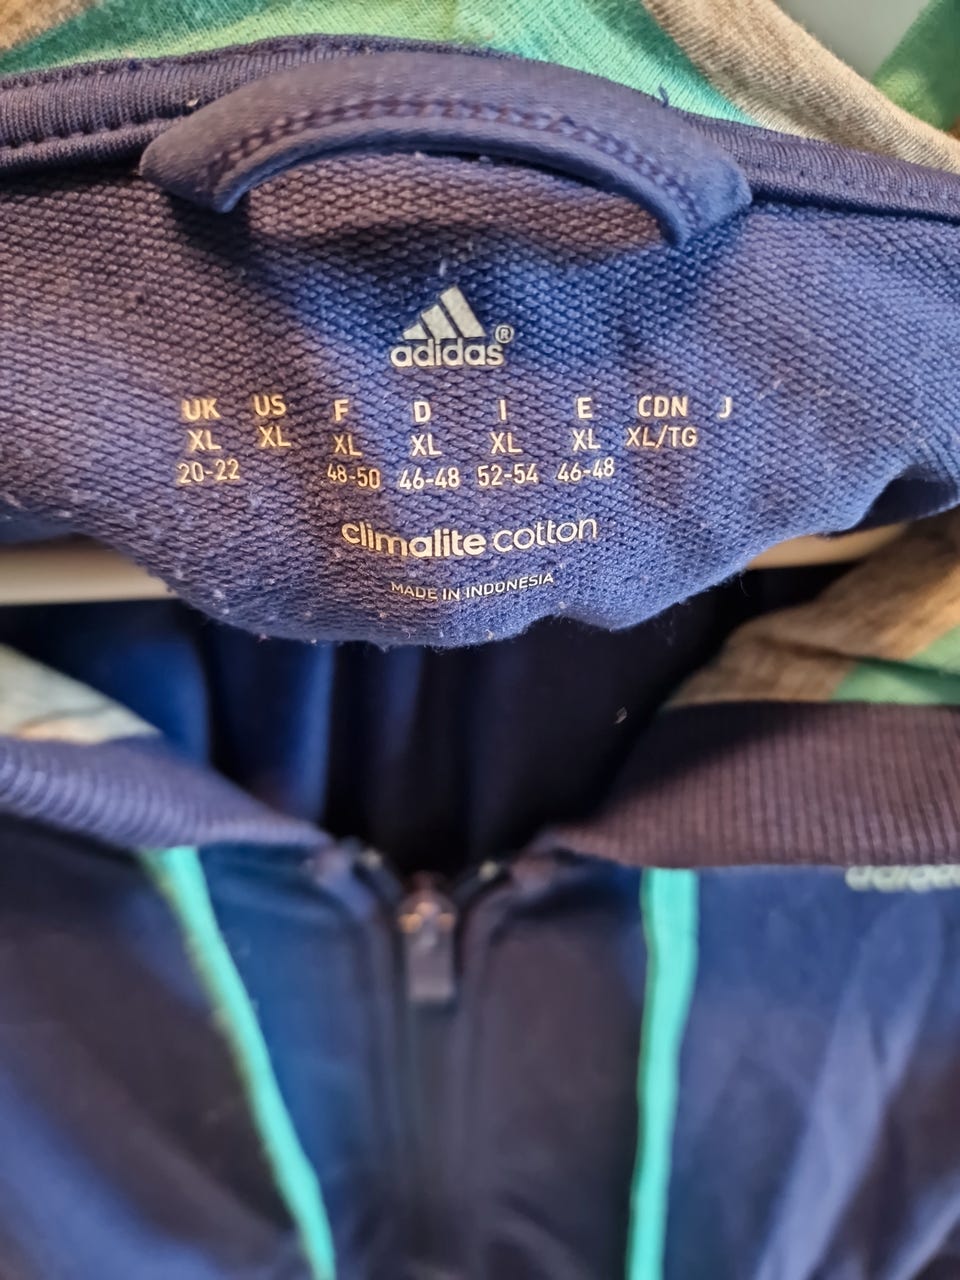 adidas®
UK US F D I E CDN J
XL XL XL XL XL XL XL/TG
20-22 48-50 46-48 52-54 46-48
climalite cotton
MADE IN INDONESIA
adidas